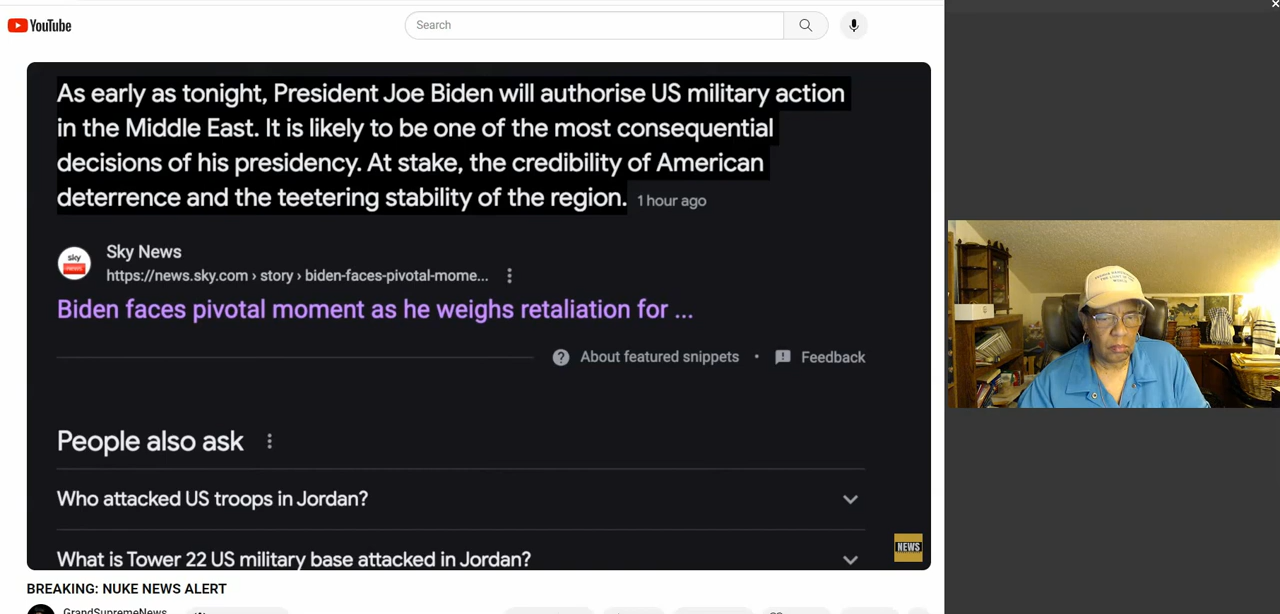 YouTube
Search
As early as tonight, President Joe Biden will authorise US military action
in the Middle East. It is likely to be one of the most consequential
decisions of his presidency. At stake, the credibility of American
deterrence and the teetering stability of the region. 1 hour ago
sky
news
Sky News
https://news.sky.com › story › biden-faces-pivotal-mome...
Biden faces pivotal moment as he weighs retaliation for ...
About featured snippets • Feedback
People also ask
Who attacked US troops in Jordan?
What is Tower 22 US military base attacked in Jordan?
NEWS
BREAKING: NUKE NEWS ALERT
GrandSupremeNews